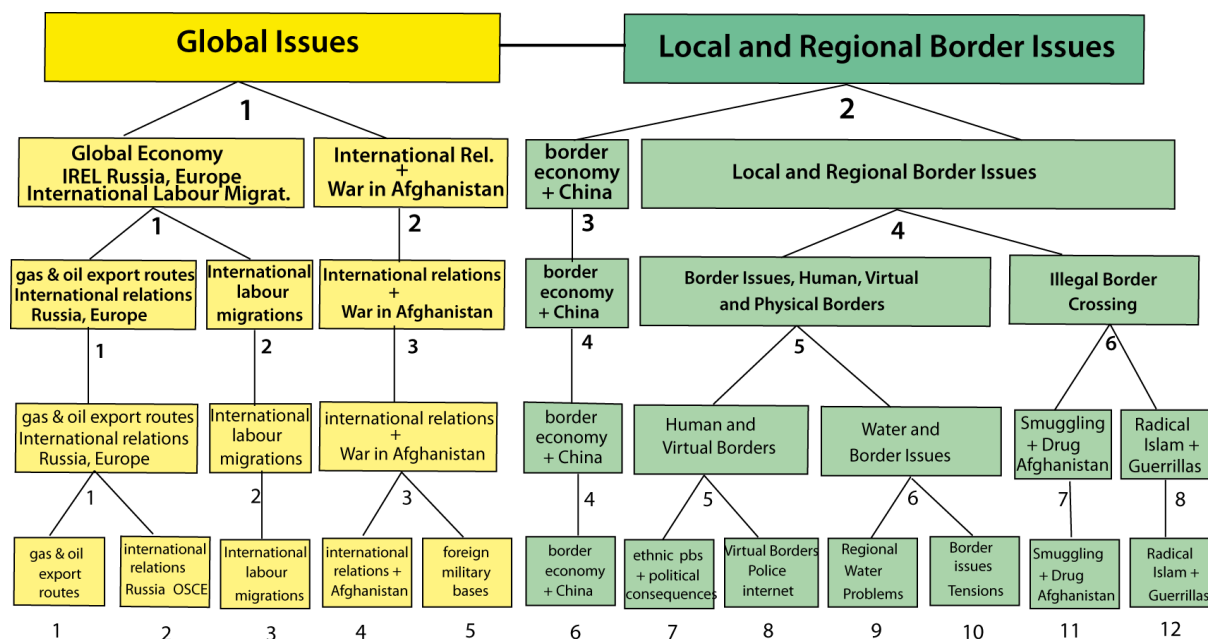 Global Issues
Local and Regional Border Issues
1
2
Global Economy
IREL Russia, Europe
International Labour Migrat.
International Rel.
+
War in Afghanistan
border
economy
+ China
Local and Regional Border Issues
1
2
3
4
gas & oil export routes
International relations
Russia, Europe
International
labour
migrations
International relations
+
War in Afghanistan
border
economy
+ China
Border Issues, Human, Virtual
and Physical Borders
Illegal Border
Crossing
1
2
3
4
5
6
gas & oil export routes
International relations
Russia, Europe
International
labour
migrations
international relations
+
War in Afghanistan
border
economy
+ China
Human and
Virtual Borders
Water and
Border Issues
Smuggling
+ Drug
Afghanistan
Radical
Islam +
Guerrillas
1
2
3
4
5
6
7
8
gas & oil
export
routes
international
relations
Russia OSCE
International
labour
migrations
international
relations +
Afghanistan
foreign
military
bases
border
economy
+ China
ethnic pbs
+ political
consequences
Virtual Borders
Police
internet
Regional
Water
Problems
Border
issues
Tensions
Smuggling
+ Drug
Afghanistan
Radical
Islam +
Guerrillas
1
2
3
4
5
6
7
8
9
10
11
12